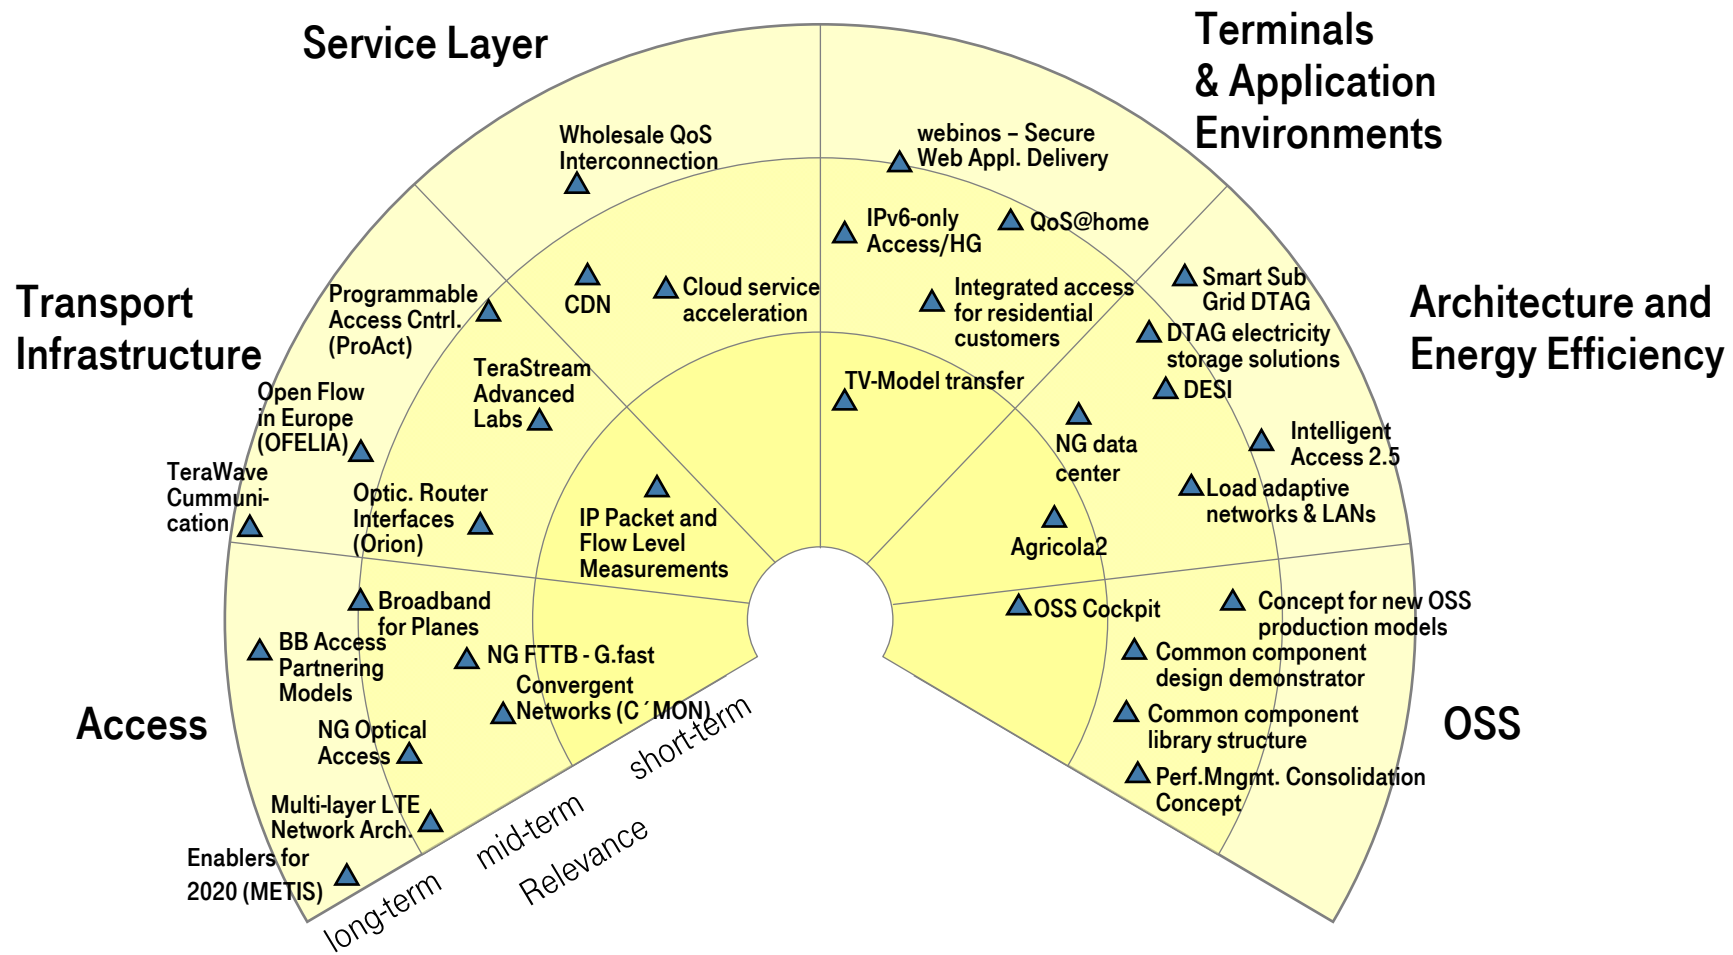 Service Layer
Terminals
& Application
Environments
Wholesale QoS
Interconnection
webinos – Secure
Web Appl. Delivery
IPv6-only
Access/HG
QoS@home
Transport
Infrastructure
Programmable
Access Cntrl.
(ProAct)
CDN
Cloud service
acceleration
Integrated access
for residential
customers
Smart Sub
Grid DTAG
DTAG electricity
storage solutions
DESI
Architecture and
Energy Efficiency
TeraStream
Advanced
Labs
TV-Model transfer
Open Flow
in Europe
(OFELIA)
NG data
center
Intelligent
Access 2.5
TeraWave
Cummuni-
cation
Optic. Router
Interfaces
(Orion)
IP Packet and
Flow Level
Measurements
Load adaptive
networks & LANs
Agricola2
Broadband
for Planes
OSS Cockpit
Concept for new OSS
production models
BB Access
Partnering
Models
NG FTTB - G.fast
Common component
design demonstrator
Convergent
Networks (C´MON)
Common component
library structure
Access
OSS
NG Optical
Access
Perf.Mngmt. Consolidation
Concept
Multi-layer LTE
Network Arch.
Enablers for
2020 (METIS)
short-term
mid-term
long-term
Relevance